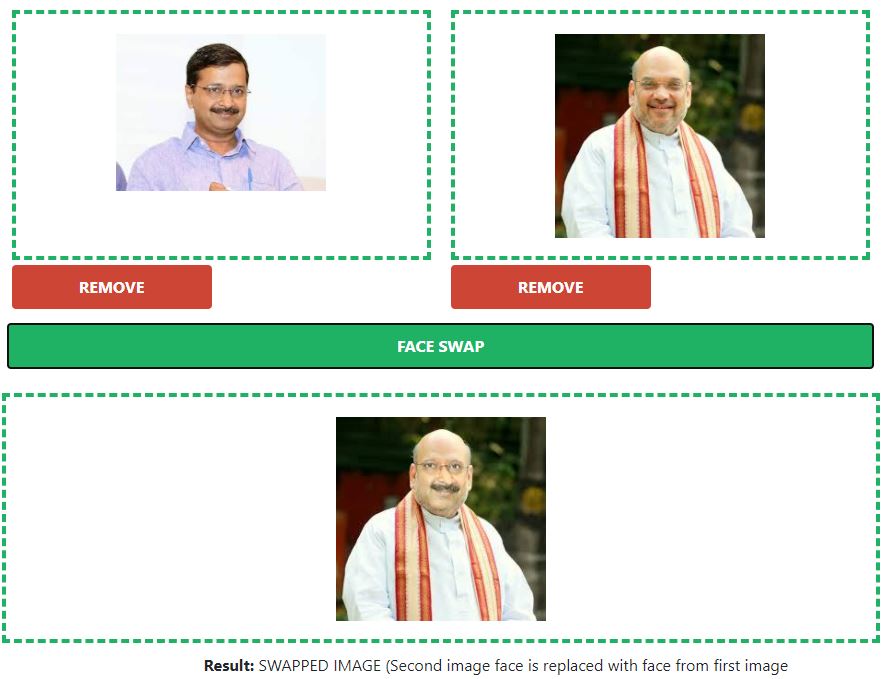 REMOVE
REMOVE
FACE SWAP
Result: SWAPPED IMAGE (Second image face is replaced with face from first image